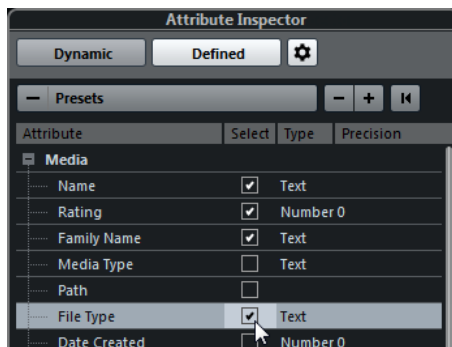 Attribute Inspector
Dynamic Defined
Presets
Attribute Select Type Precision
Media
Name Text
Rating Number 0
Family Name Text
Media Type Text
Path
File Type Text
Date Created Number 0